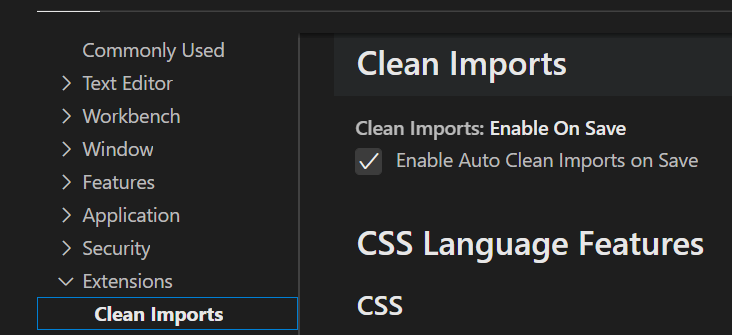 Commonly Used
Text Editor
Workbench
Window
Features
Application
Security
Extensions
Clean Imports
Clean Imports
Clean Imports: Enable On Save
Enable Auto Clean Imports on Save
CSS Language Features
CSS